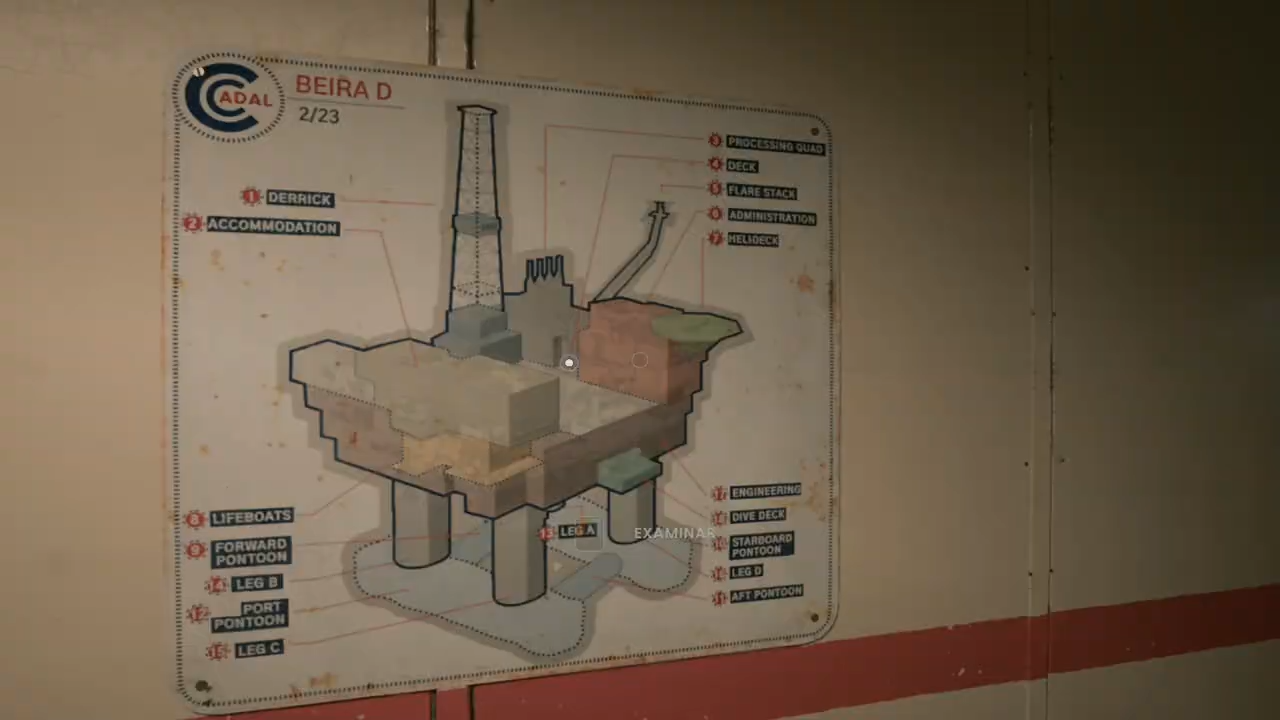 CADAL
BEIRA D
2/23
1 DERRICK
2 ACCOMMODATION
3 PROCESSING QUAD
4 DECK
5 FLARE STACK
6 ADMINISTRATION
7 HELIDECK
8 LIFEBOATS
9 FORWARD
PONTOON
14 LEG B
12 PORT
PONTOON
15 LEG C
13 LEG A
EXAMINAR
ENGINEERING
DIVE DECK
10 STARBOARD
PONTOON
16 LEG D
11 AFT PONTOON